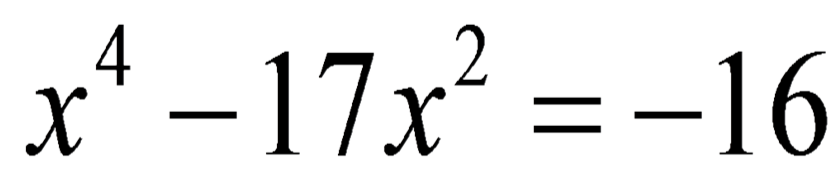 x⁴ − 17x² = −16